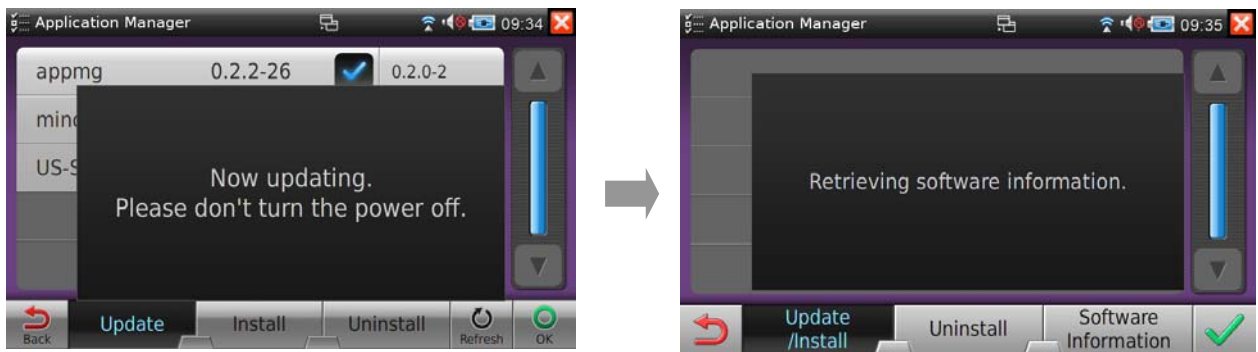 Application Manager
09:34
appmg 0.2.2-26 0.2.0-2
Now updating.
Please don't turn the power off.
Back
Update
Install
Uninstall
Refresh
OK
Application Manager
09:35
Retrieving software information.
Update
/Install
Uninstall
Software
Information